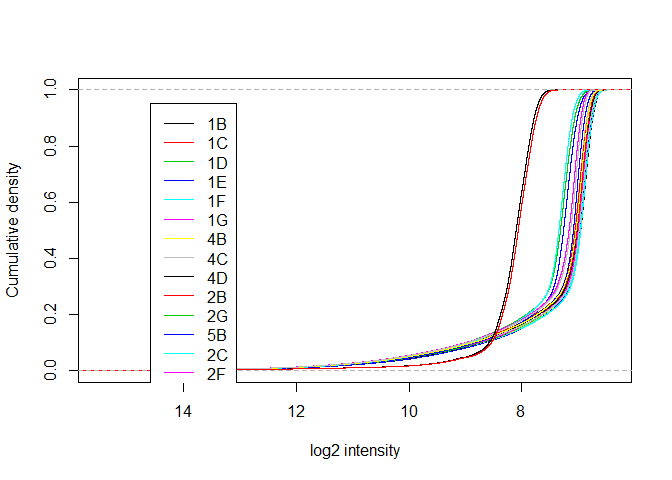 Cumulative density
1.0
0.8
0.6
0.4
0.2
0.0
1B
1C
1D
1E
1F
1G
4B
4C
4D
2B
2G
5B
2C
2F
14 12 10 8
log2 intensity